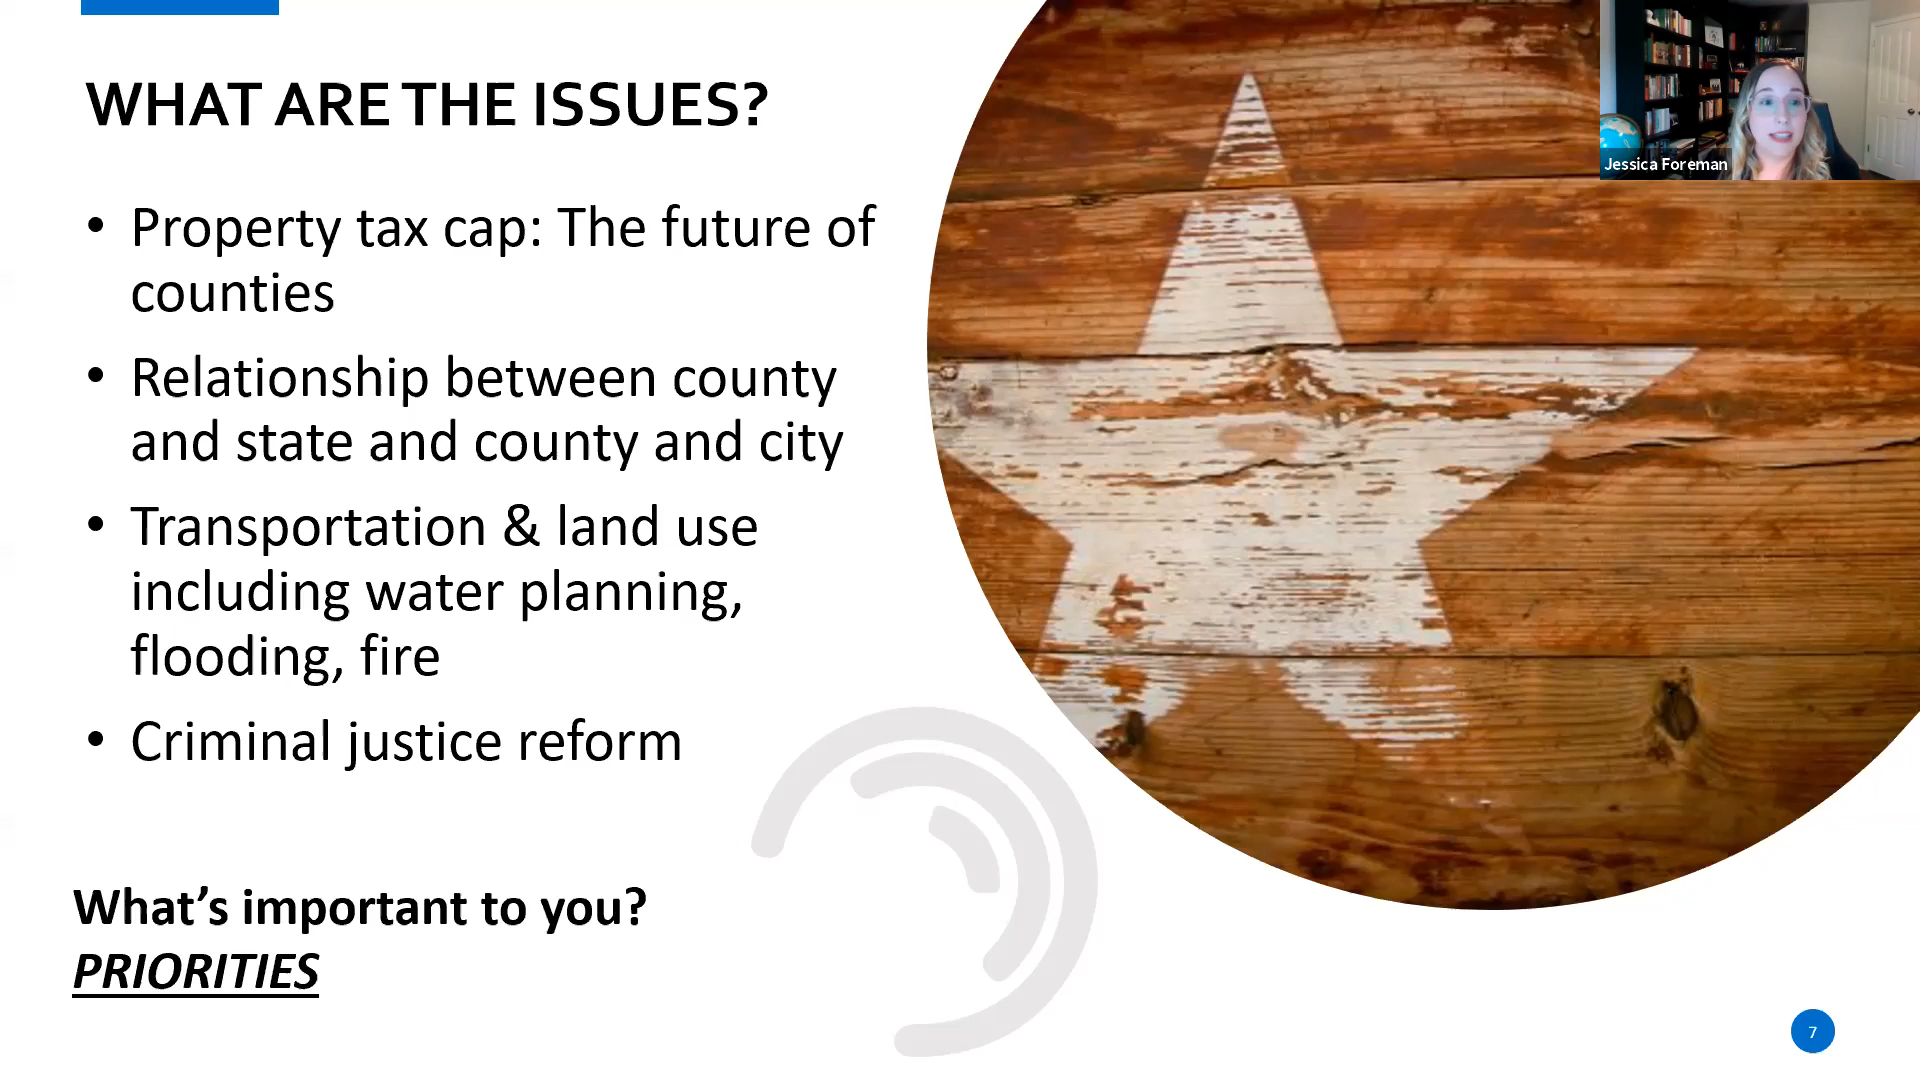 WHAT ARE THE ISSUES?
• Property tax cap: The future of
counties
• Relationship between county
and state and county and city
• Transportation & land use
including water planning,
flooding, fire
• Criminal justice reform
What’s important to you?
PRIORITIES
Jessica Foreman
7